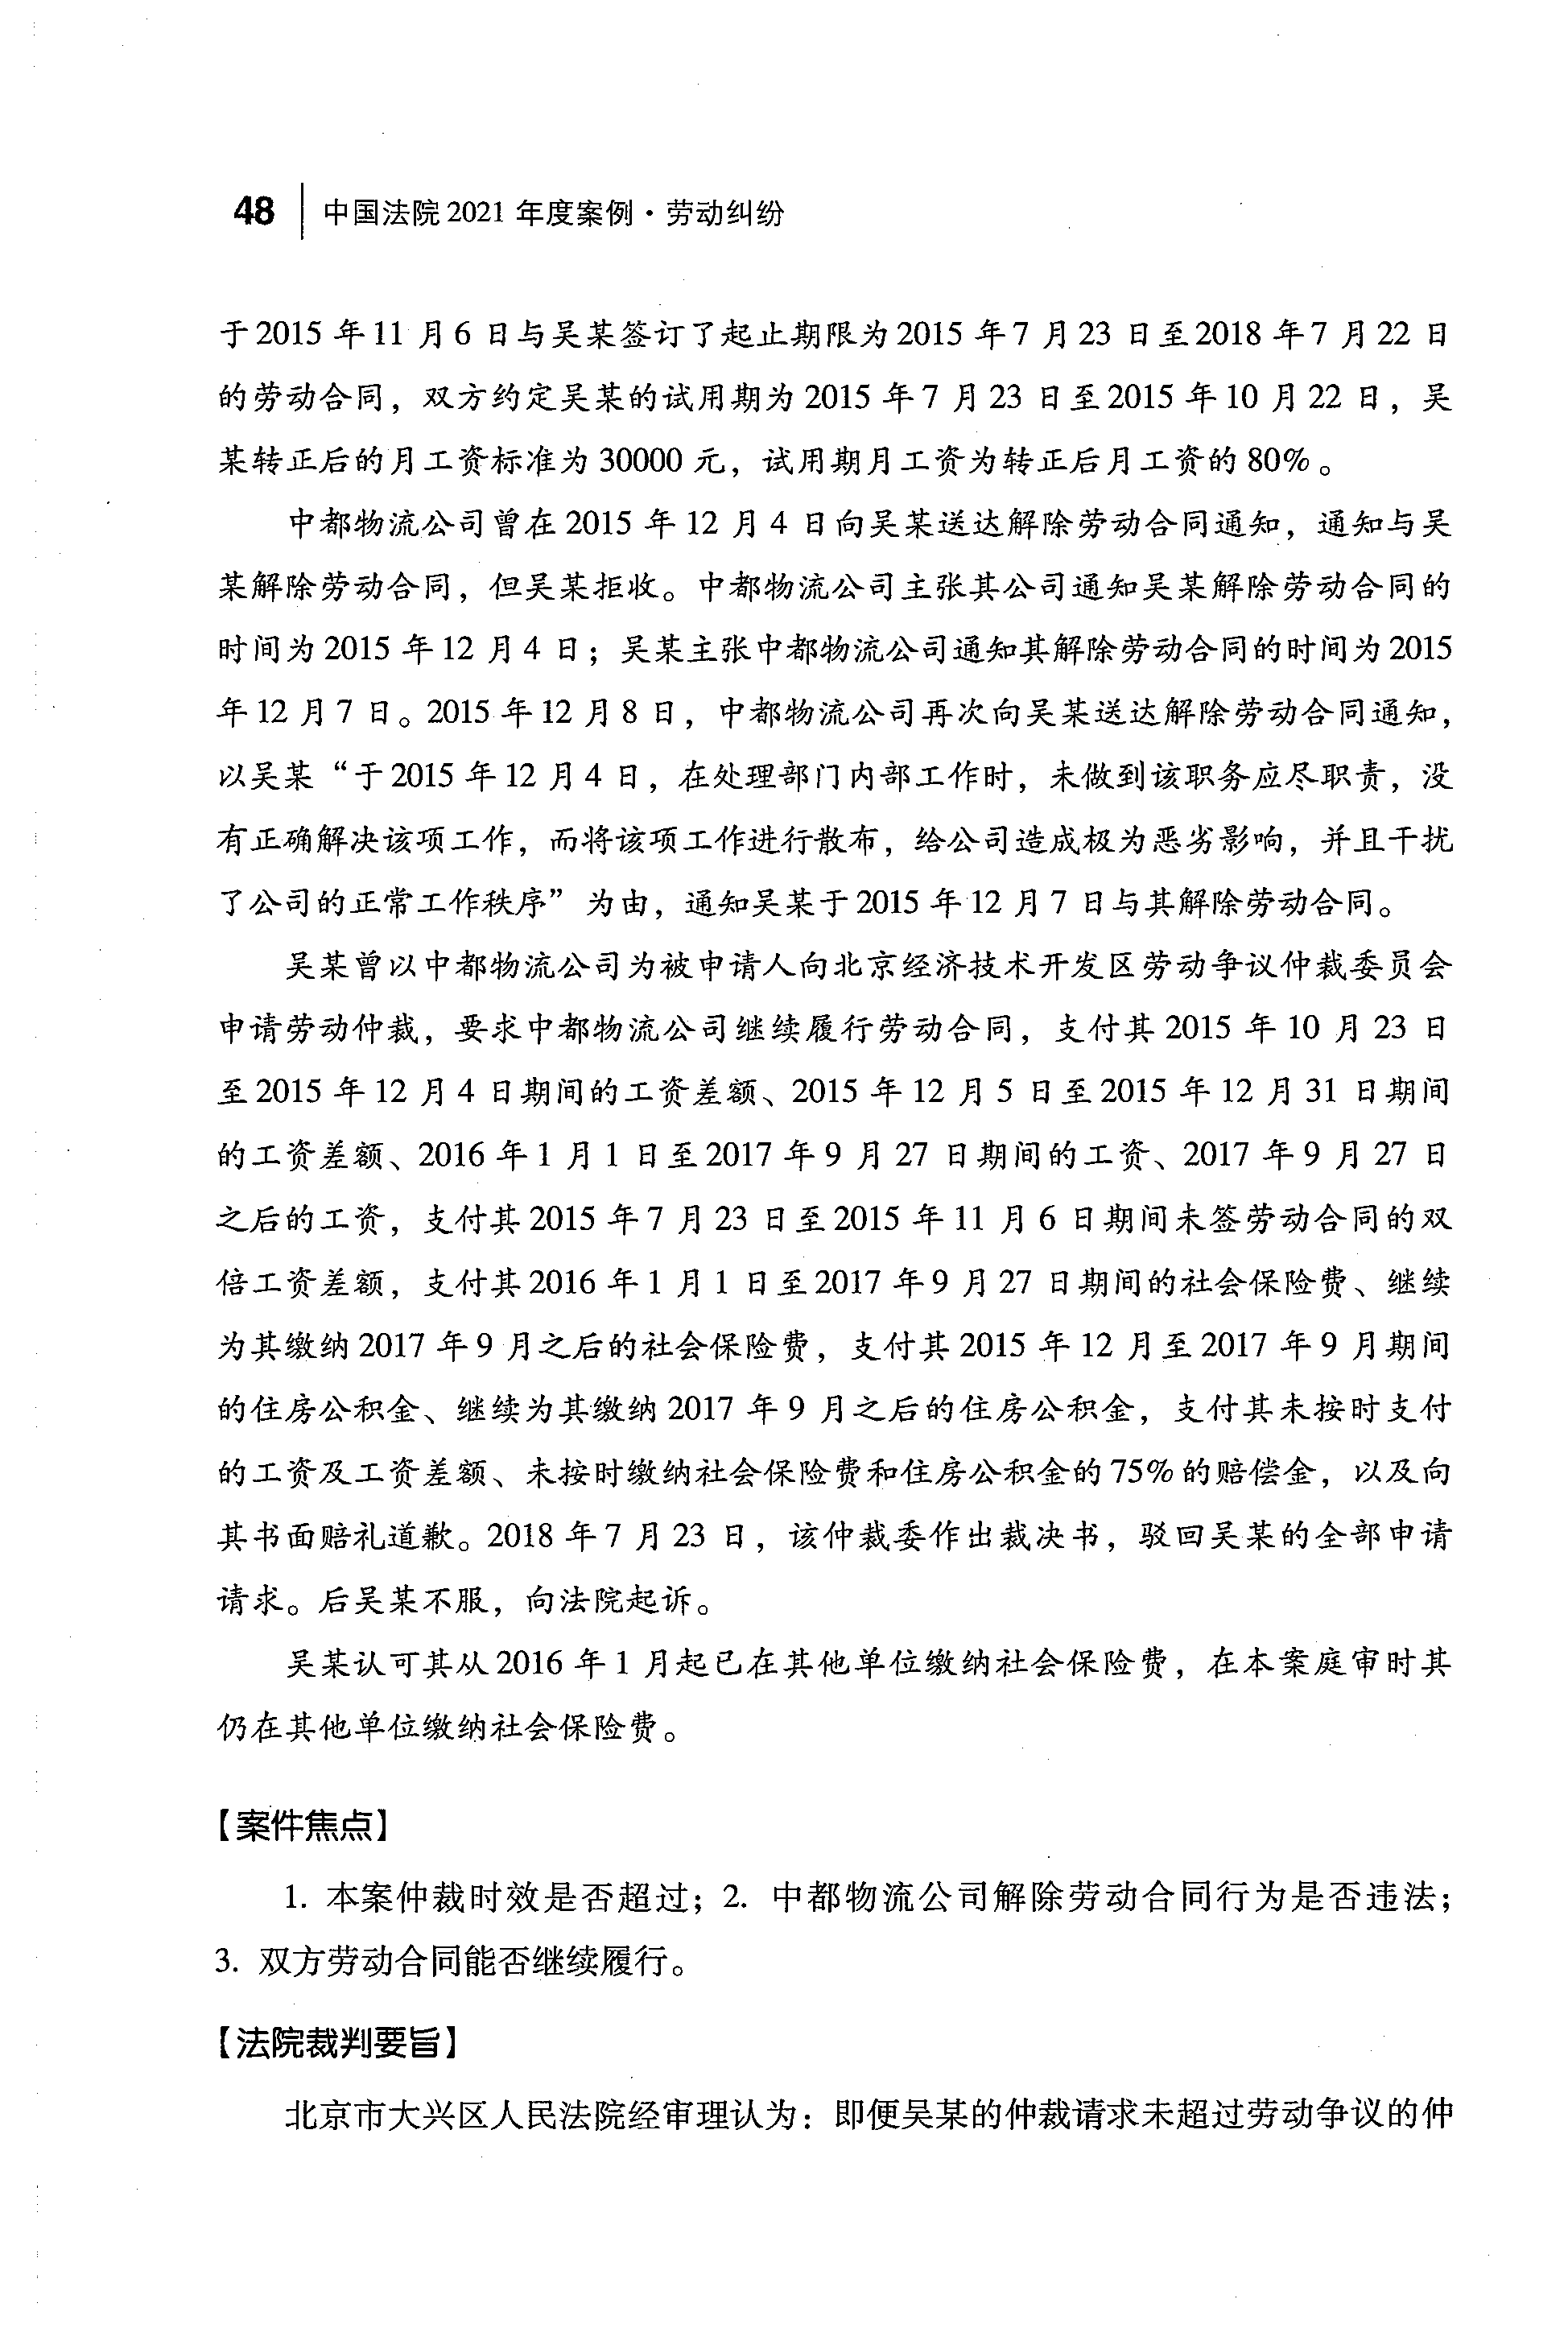 48 中国法院2021年度案例·劳动纠纷
于2015年11月6日与吴某签订了起止期限为2015年7月23日至2018年7月22日
的劳动合同，双方约定吴某的试用期为2015年7月23日至2015年10月22日，吴
某转正后的月工资标准为30000元，试用期月工资为转正后月工资的80%。
中都物流公司曾在2015年12月4日向吴某送达解除劳动合同通知，通知与吴
某解除劳动合同，但吴某拒收。中都物流公司主张其公司通知吴某解除劳动合同的
时间为2015年12月4日；吴某主张中都物流公司通知其解除劳动合同的时间为2015
年12月7日。2015年12月8日，中都物流公司再次向吴某送达解除劳动合同通知，
以吴某“于2015年12月4日，在处理部门内部工作时，未做到该职务应尽职责，没
有正确解决该项工作，而将该项工作进行散布，给公司造成极为恶劣影响，并且干扰
了公司的正常工作秩序”为由，通知吴某于2015年12月7日与其解除劳动合同。
吴某曾以中都物流公司为被申请人向北京经济技术开发区劳动争议仲裁委员会
申请劳动仲裁，要求中都物流公司继续履行劳动合同，支付其2015年10月23日
至2015年12月4日期间的工资差额、2015年12月5日至2015年12月31日期间
的工资差额、2016年1月1日至2017年9月27日期间的工资、2017年9月27日
之后的工资，支付其2015年7月23日至2015年11月6日期间未签劳动合同的双
倍工资差额，支付其2016年1月1日至2017年9月27日期间的社会保险费、继续
为其缴纳2017年9月之后的社会保险费，支付其2015年12月至2017年9月期间
的住房公积金、继续为其缴纳2017年9月之后的住房公积金，支付其未按时支付
的工资及工资差额、未按时缴纳社会保险费和住房公积金的75%的赔偿金，以及向
其书面赔礼道歉。2018年7月23日，该仲裁委作出裁决书，驳回吴某的全部申请
请求。后吴某不服，向法院起诉。
吴某认可其从2016年1月起已在其他单位缴纳社会保险费，在本案庭审时其
仍在其他单位缴纳社会保险费。
【案件焦点】
1. 本案仲裁时效是否超过；2. 中都物流公司解除劳动合同行为是否违法；
3. 双方劳动合同能否继续履行。
【法院裁判要旨】
北京市大兴区人民法院经审理认为：即便吴某的仲裁请求未超过劳动争议的仲